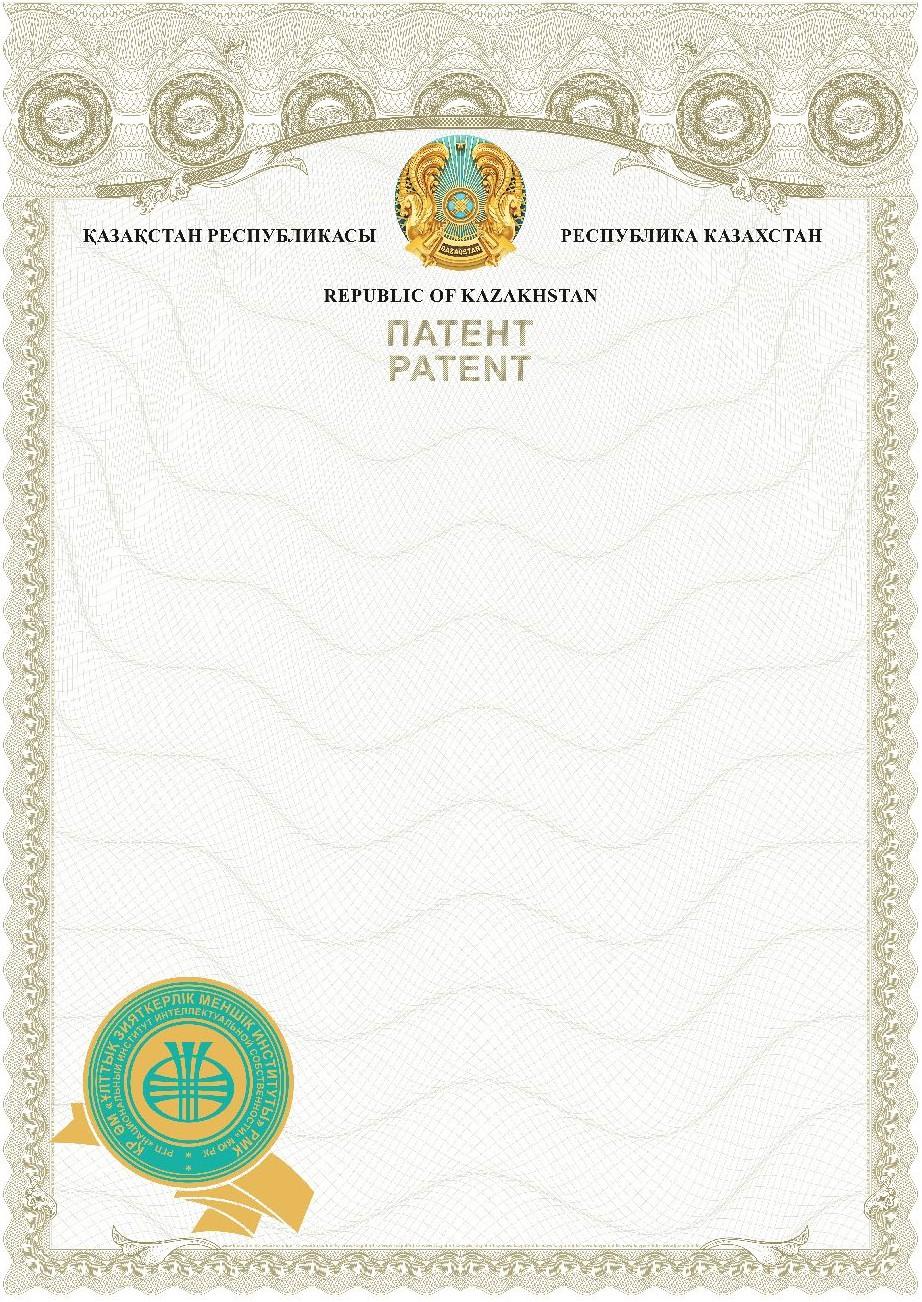 ҚАЗАҚСТАН РЕСПУБЛИКАСЫ
РЕСПУБЛИКА КАЗАХСТАН
QAZAQSTAN
REPUBLIC OF KAZAKHSTAN
ПАТЕНТ
PATENT
ҚР ӘМ «ҰЛТТЫҚ ЗИЯТКЕРЛІК МЕНШІК ИНСТИТУТЫ» РМК
РГП «НАЦИОНАЛЬНЫЙ ИНСТИТУТ ИНТЕЛЛЕКТУАЛЬНОЙ СОБСТВЕННОСТИ» МЮ РК